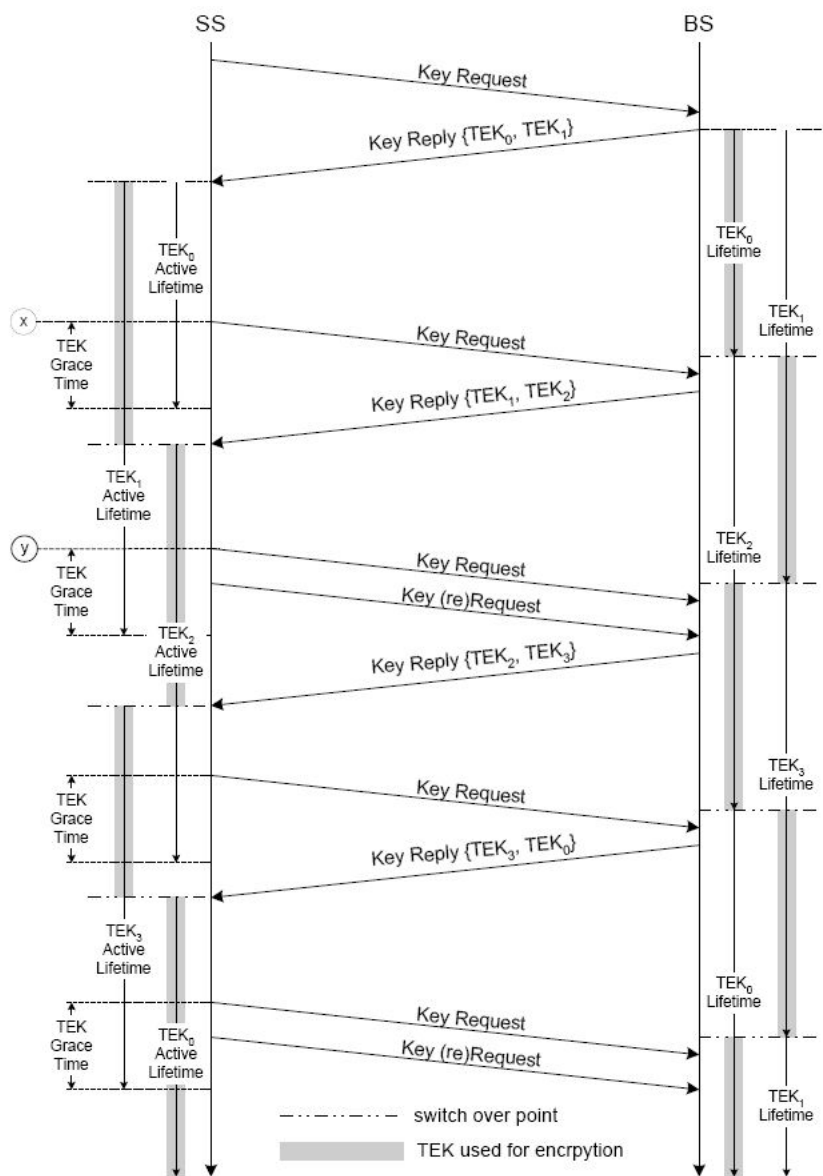 SS
BS
Key Request
Key Reply {TEK₀, TEK₁}
TEK₀
Active
Lifetime
TEK₀
Lifetime
TEK₁
Lifetime
x
TEK
Grace
Time
Key Request
Key Reply {TEK₁, TEK₂}
TEK₁
Active
Lifetime
y
TEK
Grace
Time
TEK₂
Lifetime
Key Request
Key (re)Request
TEK₂
Active
Lifetime
Key Reply {TEK₂, TEK₃}
TEK₃
Lifetime
TEK
Grace
Time
Key Request
Key Reply {TEK₃, TEK₀}
TEK₃
Active
Lifetime
TEK₀
Lifetime
TEK
Grace
Time
Key Request
Key (re)Request
TEK₀
Active
Lifetime
TEK₁
Lifetime
switch over point
TEK used for encrpytion